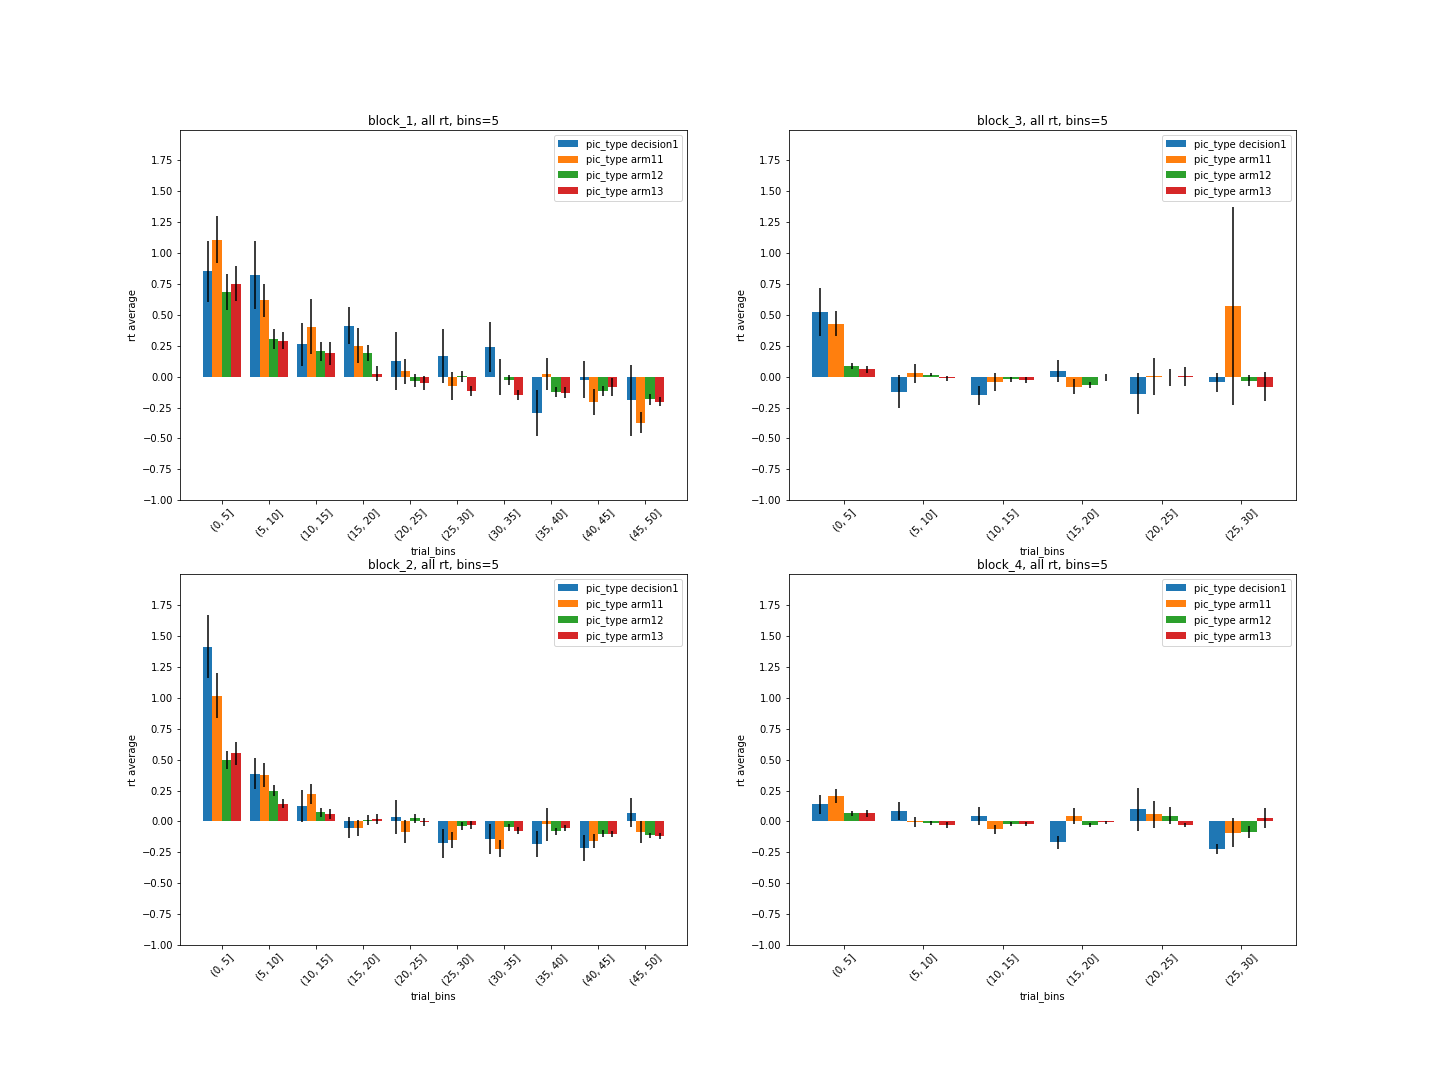 block_1, all rt, bins=5
pic_type decision1
pic_type arm11
pic_type arm12
pic_type arm13
rt average
1.75
1.50
1.25
1.00
0.75
0.50
0.25
0.00
−0.25
−0.50
−0.75
−1.00
(0, 5]
(5, 10]
(10, 15]
(15, 20]
(20, 25]
(25, 30]
(30, 35]
(35, 40]
(40, 45]
(45, 50]
trial_bins
block_3, all rt, bins=5
pic_type decision1
pic_type arm11
pic_type arm12
pic_type arm13
rt average
1.75
1.50
1.25
1.00
0.75
0.50
0.25
0.00
−0.25
−0.50
−0.75
−1.00
(0, 5]
(5, 10]
(10, 15]
(15, 20]
(20, 25]
(25, 30]
trial_bins
block_2, all rt, bins=5
pic_type decision1
pic_type arm11
pic_type arm12
pic_type arm13
rt average
1.75
1.50
1.25
1.00
0.75
0.50
0.25
0.00
−0.25
−0.50
−0.75
−1.00
(0, 5]
(5, 10]
(10, 15]
(15, 20]
(20, 25]
(25, 30]
(30, 35]
(35, 40]
(40, 45]
(45, 50]
trial_bins
block_4, all rt, bins=5
pic_type decision1
pic_type arm11
pic_type arm12
pic_type arm13
rt average
1.75
1.50
1.25
1.00
0.75
0.50
0.25
0.00
−0.25
−0.50
−0.75
−1.00
(0, 5]
(5, 10]
(10, 15]
(15, 20]
(20, 25]
(25, 30]
trial_bins